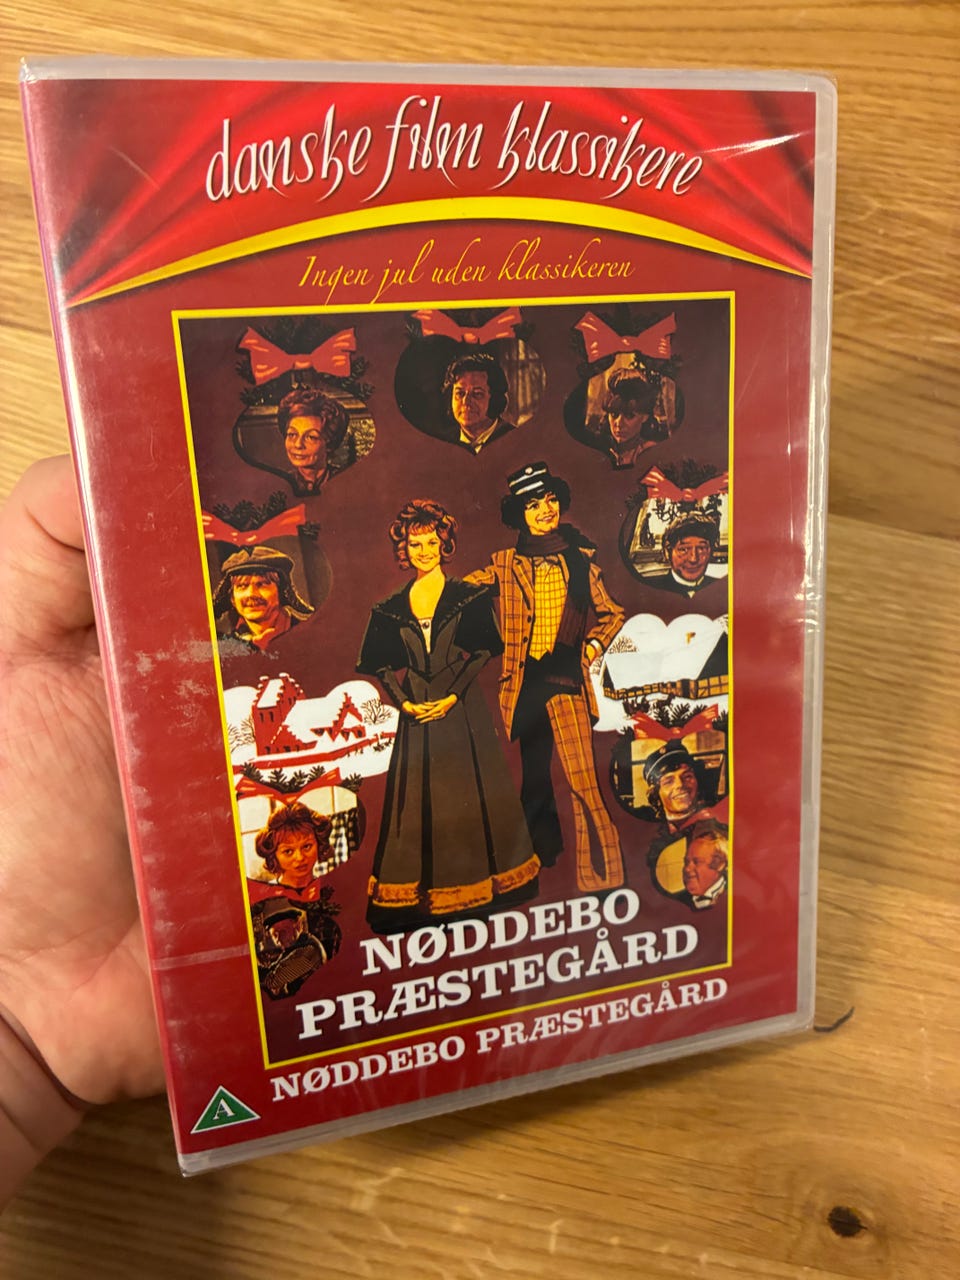 danske film klassikere
Ingen jul uden klassikeren
NØDDEBO
PRÆSTEGÅRD
NØDDEBO PRÆSTEGÅRD
A